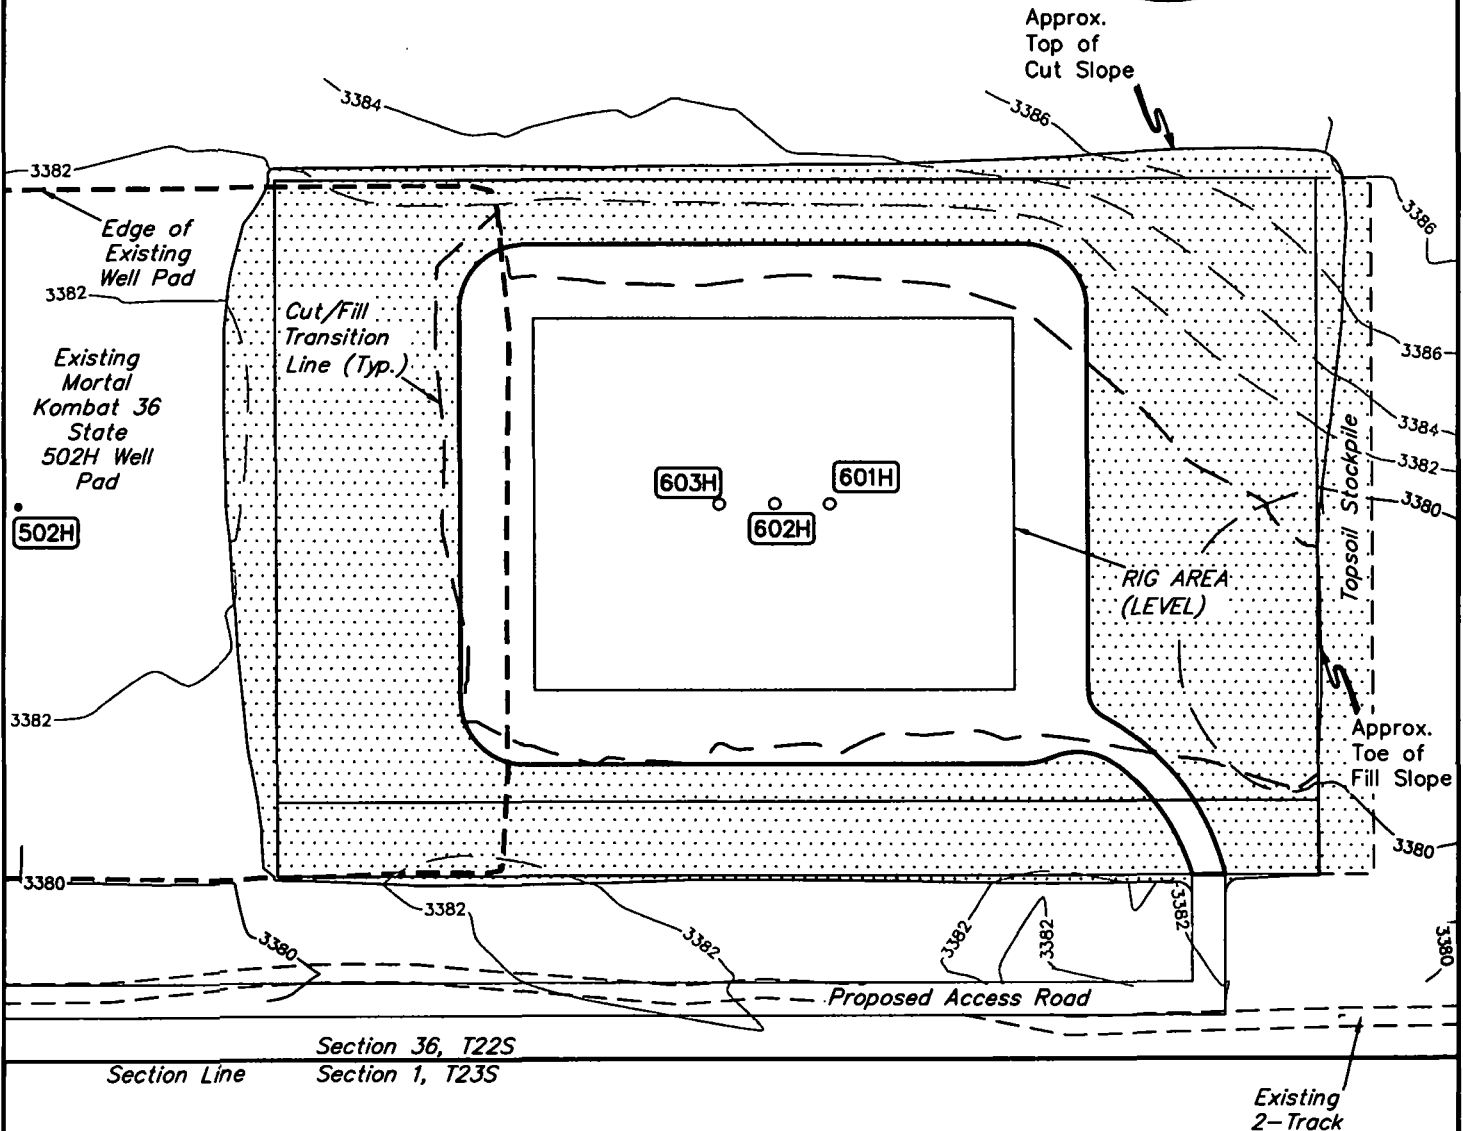 Approx.
Top of
Cut Slope
3384
3386
3382
3386
Edge of
Existing
Well Pad
3382
Cut/Fill
Transition
Line (Typ.)
3386
Existing
Mortal
Kombat 36
State
502H Well
Pad
3384
3382
3380
Topsoil Stockpile
603H
601H
602H
502H
RIG AREA
(LEVEL)
3382
Approx.
Toe of
Fill Slope
3380
3380
3382
3382
3380
3382
3382
3382
3380
Proposed Access Road
Section 36, T22S
Section Line
Section 1, T23S
Existing
2-Track